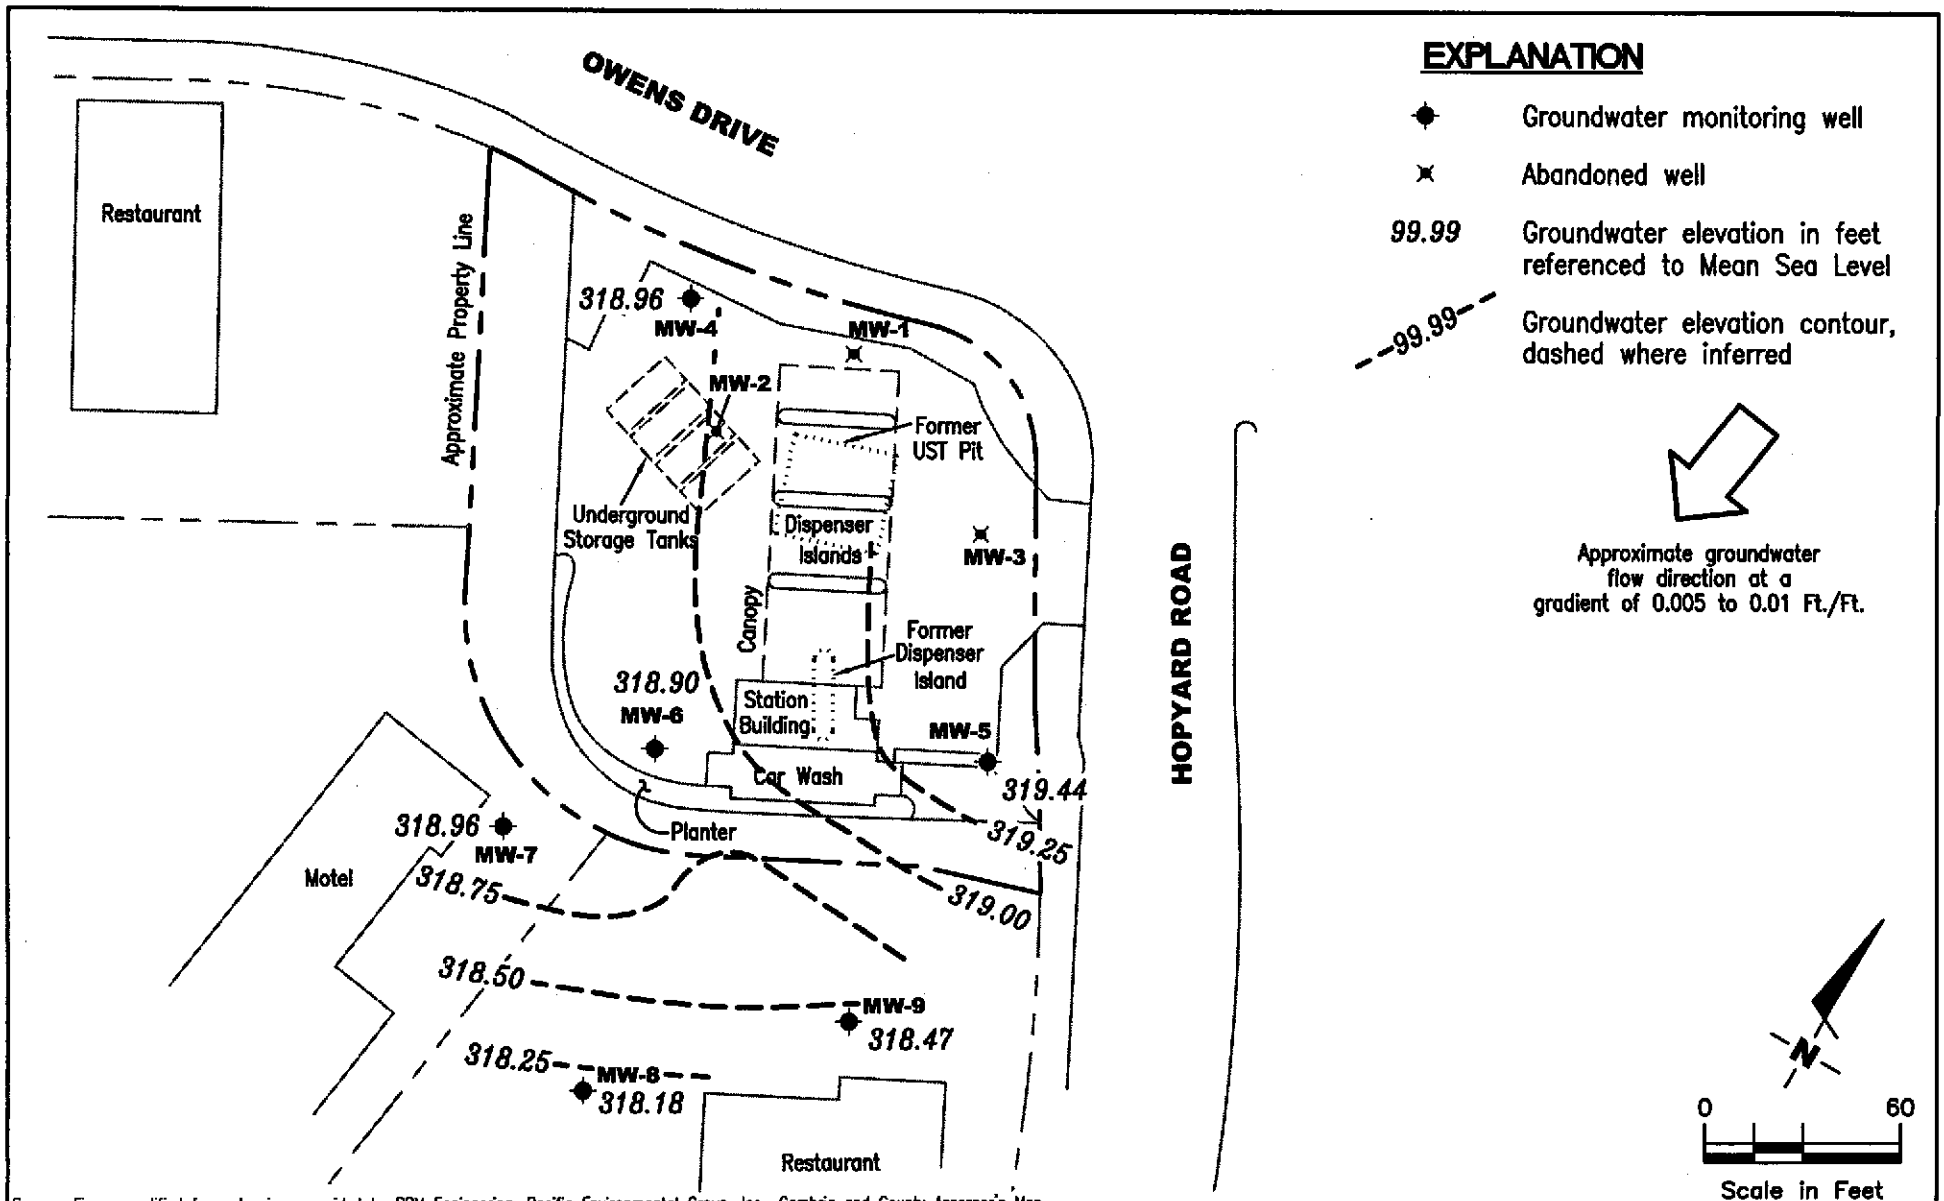 EXPLANATION
Groundwater monitoring well
Abandoned well
99.99
Groundwater elevation in feet
referenced to Mean Sea Level
99.99
Groundwater elevation contour,
dashed where inferred
Approximate groundwater
flow direction at a
gradient of 0.005 to 0.01 Ft./Ft.
OWENS DRIVE
Restaurant
Approximate Property Line
318.96
MW-4
MW-1
MW-2
Former
UST Pit
Underground
Storage Tanks
Dispenser
Islands
MW-3
HOPYARD ROAD
Canopy
Former
Dispenser
Island
318.90
MW-6
Station
Building
MW-5
Car Wash
319.44
318.96
MW-7
Planter
319.25
Motel
318.75
319.00
318.50
MW-9
318.47
318.25
MW-8
318.18
Restaurant
N
0 60
Scale in Feet